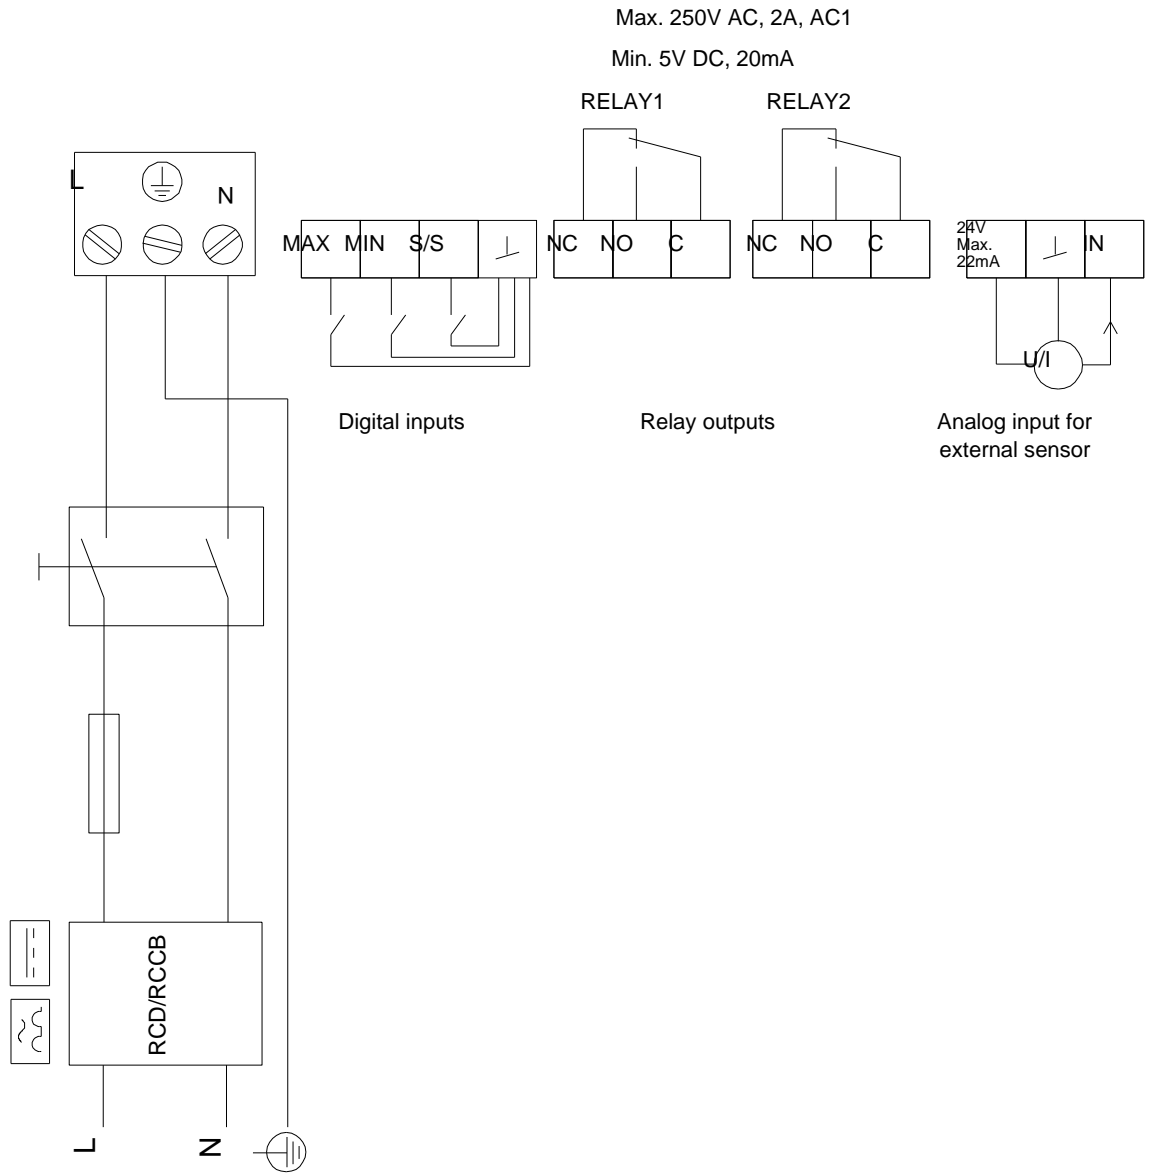 Max. 250V AC, 2A, AC1
Min. 5V DC, 20mA
RELAY1
RELAY2
L
N
MAX
MIN
S/S
NC
NO
C
NC
NO
C
24V
Max.
22mA
IN
U/I
Digital inputs
Relay outputs
Analog input for
external sensor
RCD/RCCB
L
N